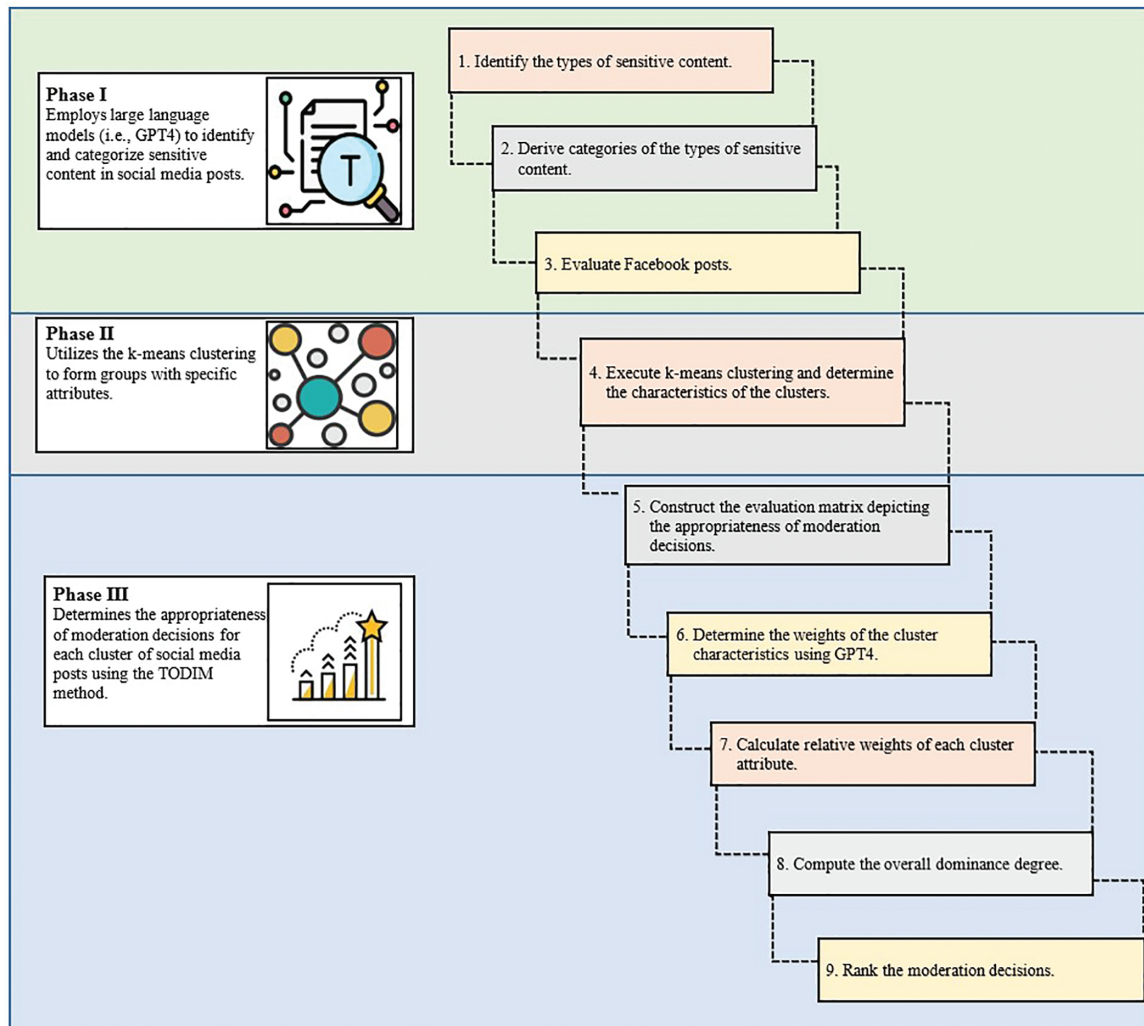 Phase I
Employs large language
models (i.e., GPT4) to identify
and categorize sensitive
content in social media posts.
T
1. Identify the types of sensitive content.
2. Derive categories of the types of sensitive
content.
3. Evaluate Facebook posts.
Phase II
Utilizes the k-means clustering
to form groups with specific
attributes.
4. Execute k-means clustering and determine
the characteristics of the clusters.
Phase III
Determines the appropriateness
of moderation decisions for
each cluster of social media
posts using the TODIM
method.
5. Construct the evaluation matrix depicting
the appropriateness of moderation
decisions.
6. Determine the weights of the cluster
characteristics using GPT4.
7. Calculate relative weights of each cluster
attribute.
8. Compute the overall dominance degree.
9. Rank the moderation decisions.